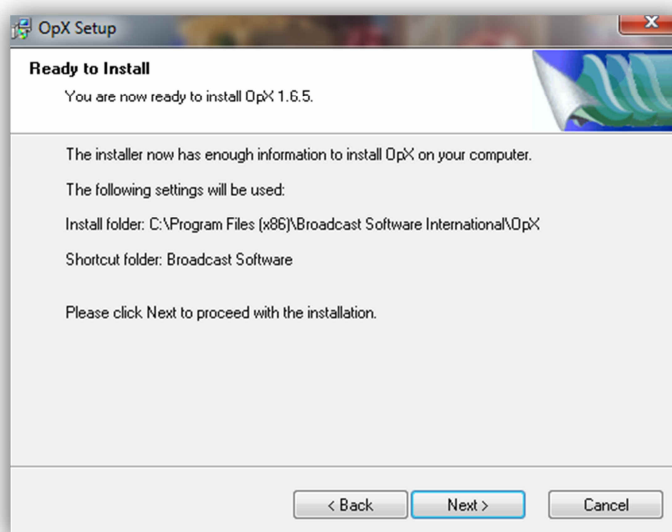 OpX Setup
Ready to Install
You are now ready to install OpX 1.6.5.
The installer now has enough information to install OpX on your computer.
The following settings will be used:
Install folder: C:\Program Files (x86)\Broadcast Software International\OpX
Shortcut folder: Broadcast Software
Please click Next to proceed with the installation.
< Back
Next >
Cancel